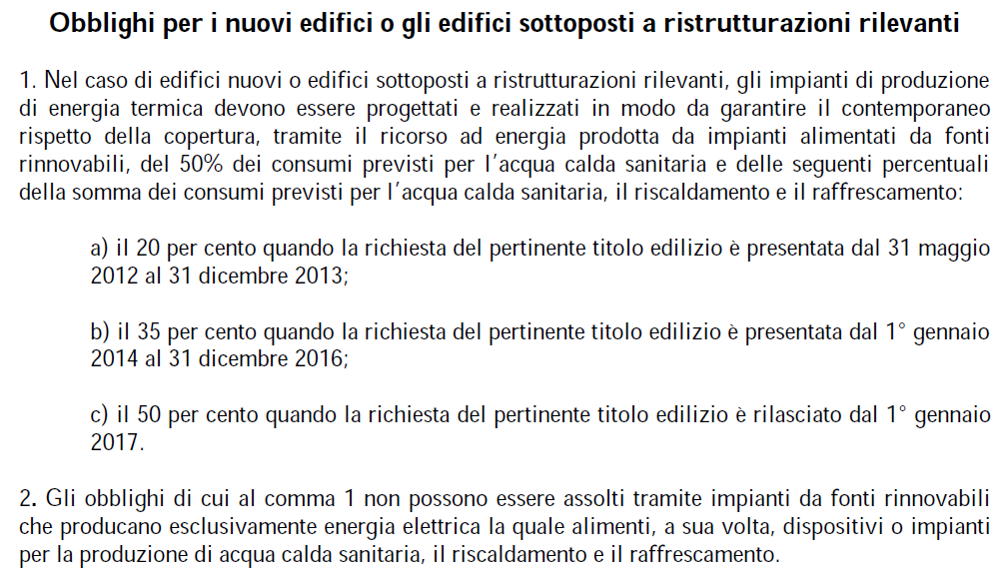 Obblighi per i nuovi edifici o gli edifici sottoposti a ristrutturazioni rilevanti
1. Nel caso di edifici nuovi o edifici sottoposti a ristrutturazioni rilevanti, gli impianti di produzione
di energia termica devono essere progettati e realizzati in modo da garantire il contemporaneo
rispetto della copertura, tramite il ricorso ad energia prodotta da impianti alimentati da fonti
rinnovabili, del 50% dei consumi previsti per l'acqua calda sanitaria e delle seguenti percentuali
della somma dei consumi previsti per l'acqua calda sanitaria, il riscaldamento e il raffrescamento:
a) il 20 per cento quando la richiesta del pertinente titolo edilizio è presentata dal 31 maggio
2012 al 31 dicembre 2013;
b) il 35 per cento quando la richiesta del pertinente titolo edilizio è presentata dal 1° gennaio
2014 al 31 dicembre 2016;
c) il 50 per cento quando la richiesta del pertinente titolo edilizio è rilasciato dal 1° gennaio
2017.
2. Gli obblighi di cui al comma 1 non possono essere assolti tramite impianti da fonti rinnovabili
che producano esclusivamente energia elettrica la quale alimenti, a sua volta, dispositivi o impianti
per la produzione di acqua calda sanitaria, il riscaldamento e il raffrescamento.